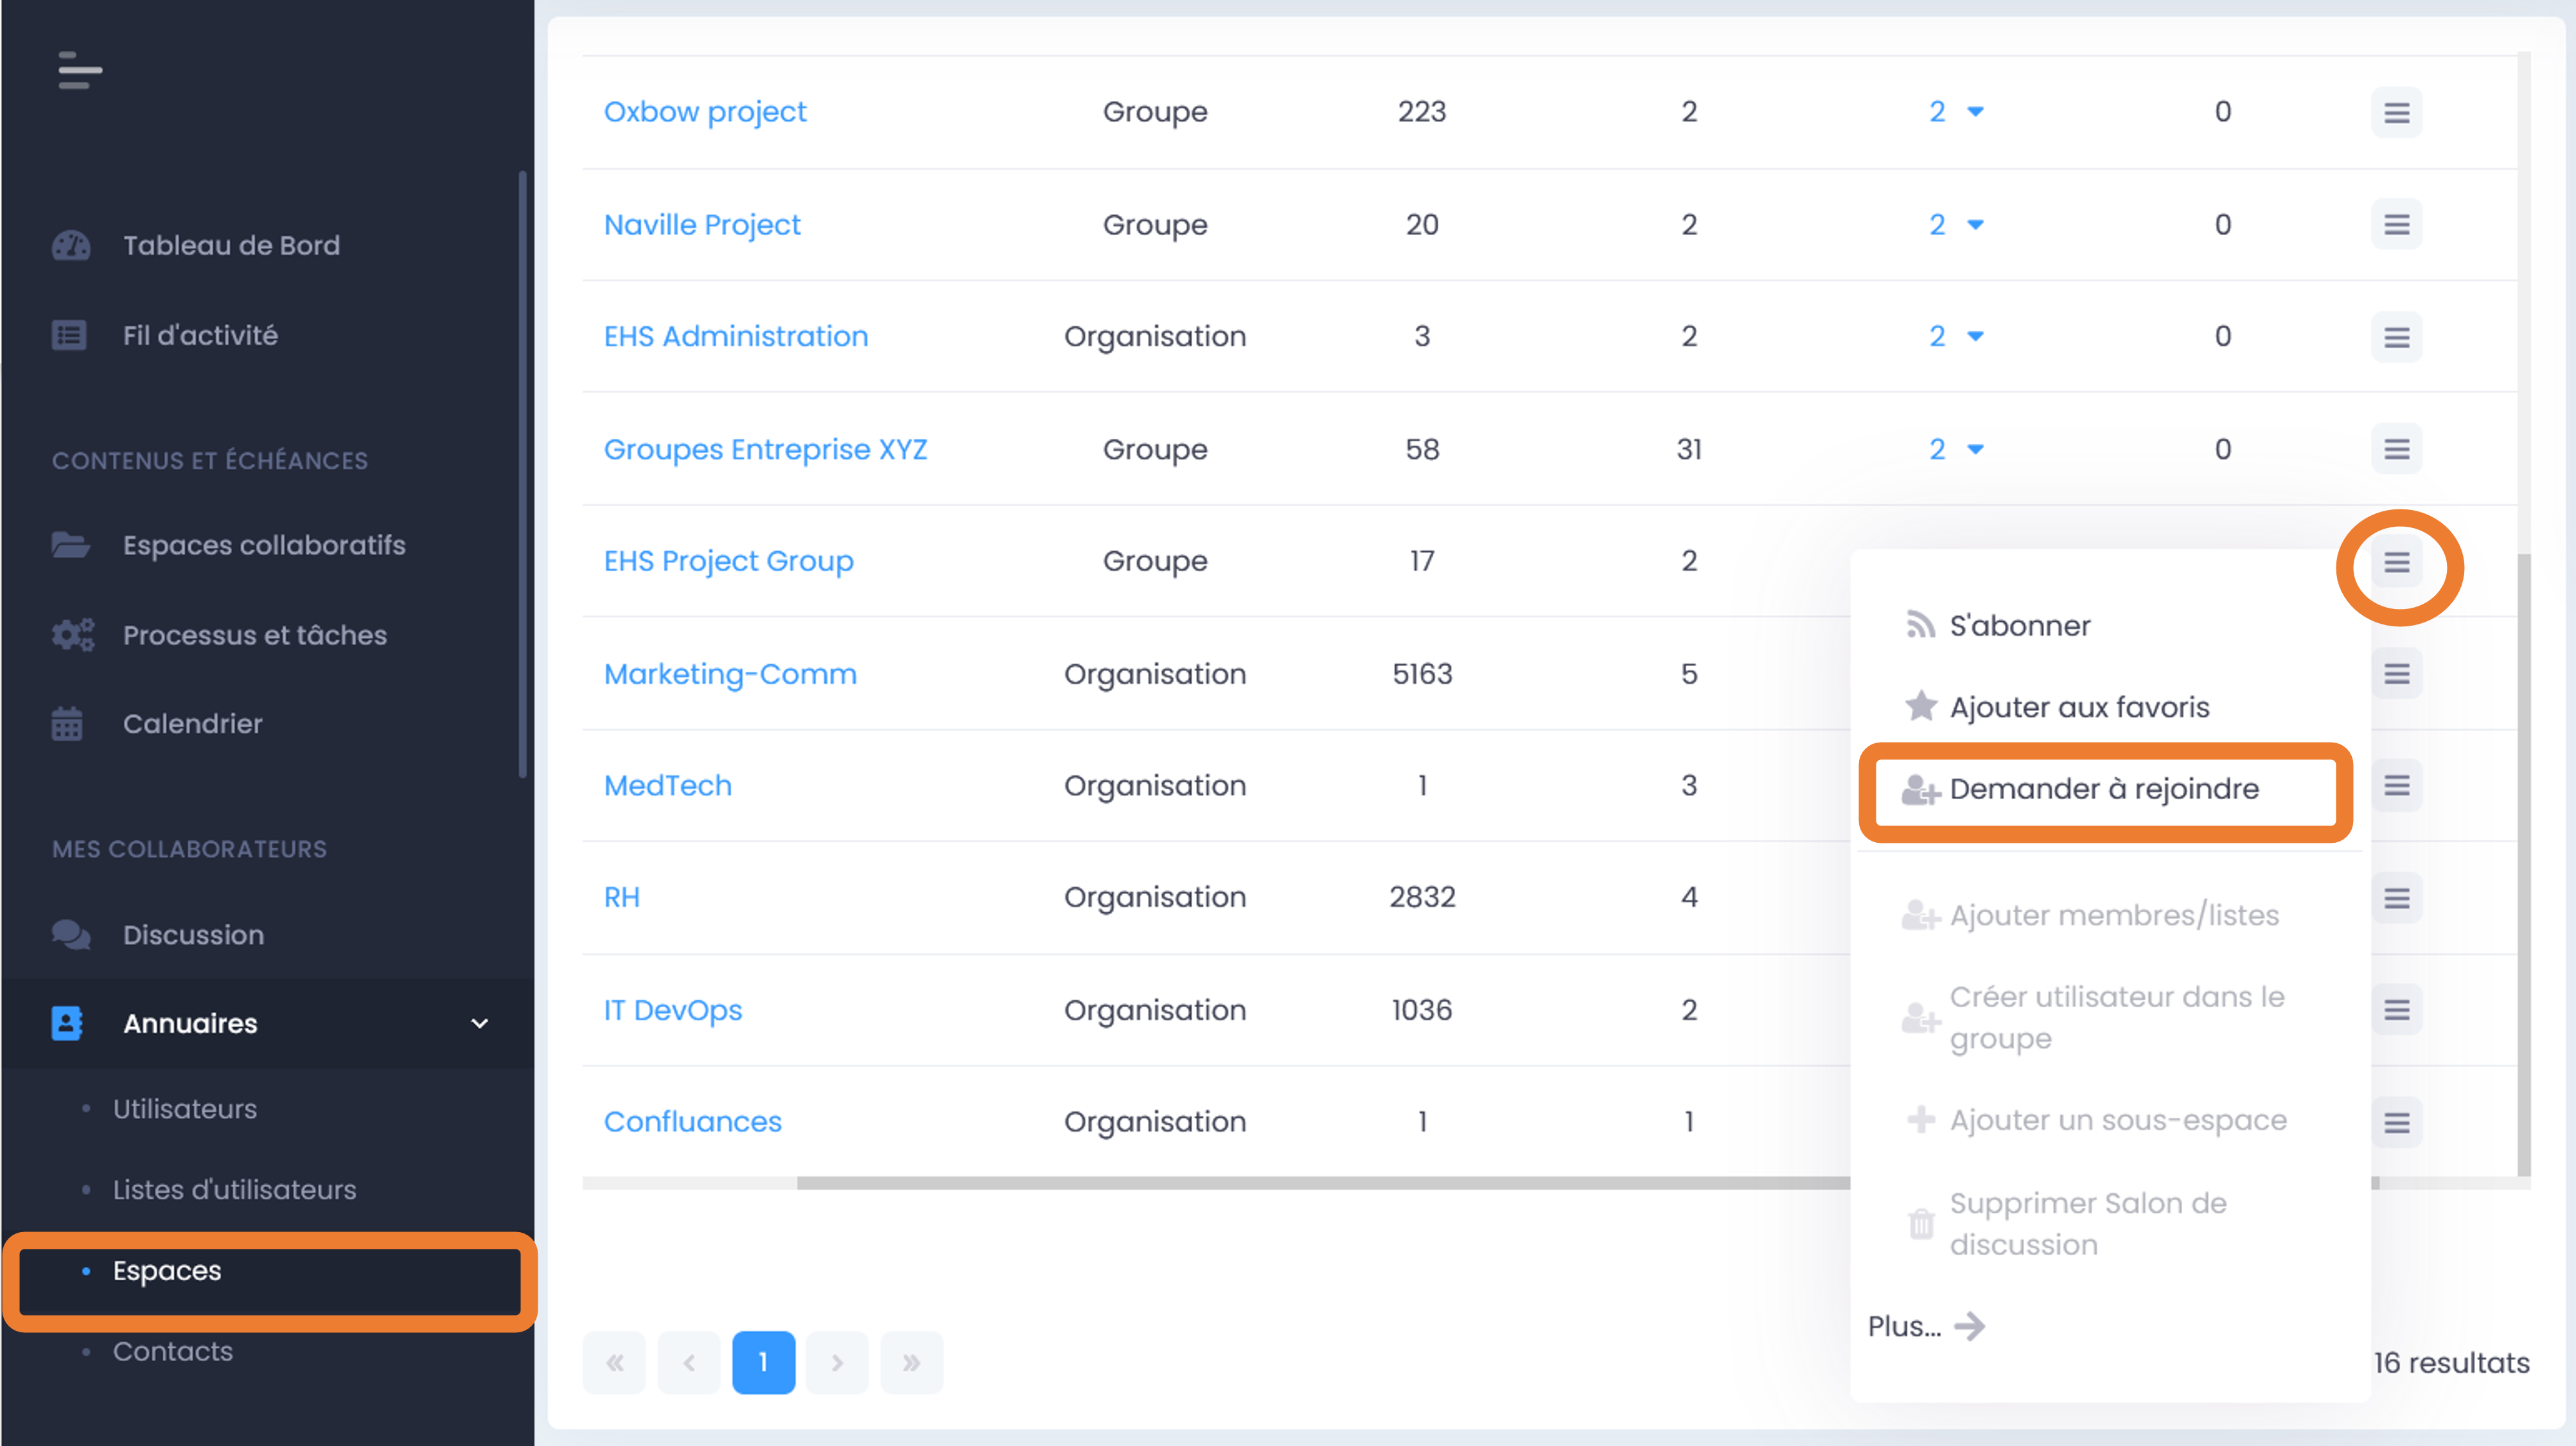 Tableau de Bord
Fil d'activité
CONTENUS ET ÉCHÉANCES
Espaces collaboratifs
Processus et tâches
Calendrier
MES COLLABORATEURS
Discussion
Annuaires
Utilisateurs
Listes d'utilisateurs
Espaces
Contacts
Oxbow project Groupe 223 2 2 0
Naville Project Groupe 20 2 2 0
EHS Administration Organisation 3 2 2 0
Groupes Entreprise XYZ Groupe 58 31 2 0
EHS Project Group Groupe 17 2
Marketing-Comm Organisation 5163 5
MedTech Organisation 1 3
RH Organisation 2832 4
IT DevOps Organisation 1036 2
Confluances Organisation 1 1
S'abonner
Ajouter aux favoris
Demander à rejoindre
Ajouter membres/listes
Créer utilisateur dans le
groupe
Ajouter un sous-espace
Supprimer Salon de
discussion
Plus...
« ‹ 1 › »
16 resultats